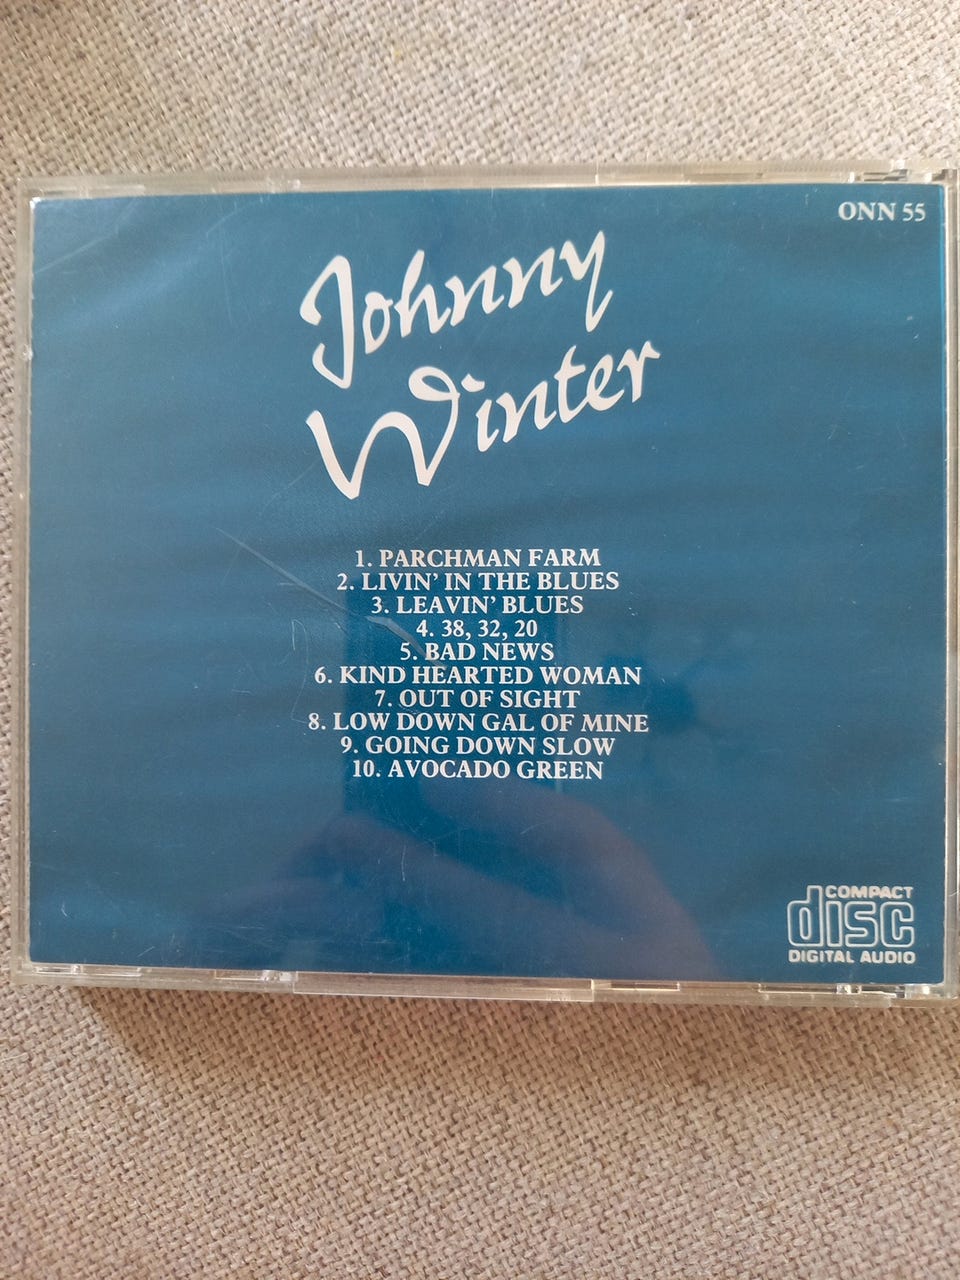 ONN 55
Johnny
Winter
1. PARCHMAN FARM
2. LIVIN' IN THE BLUES
3. LEAVIN' BLUES
4. 38, 32, 20
5. BAD NEWS
6. KIND HEARTED WOMAN
7. OUT OF SIGHT
8. LOW DOWN GAL OF MINE
9. GOING DOWN SLOW
10. AVOCADO GREEN
COMPACT
disc
DIGITAL AUDIO